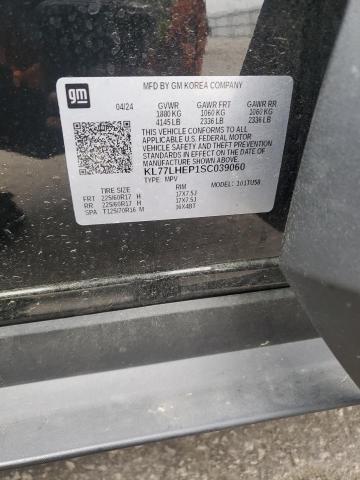 gm
MFD BY GM KOREA COMPANY
04/24 GVWR GAWR FRT GAWR RR
1880 KG 1060 KG 1060 KG
4145 LB 2336 LB 2336 LB
THIS VEHICLE CONFORMS TO ALL
APPLICABLE U.S. FEDERAL MOTOR
VEHICLE SAFETY AND THEFT
PREVENTION STANDARDS IN EFFECT
ON THE DATE OF MANUFACTURE
SHOWN ABOVE.
KL77LHEP1SC039060
TYPE: MPV MODEL: 101TU58
TIRE SIZE RIM
FRT 225/60R17 H 17X7.5J
RR 225/60R17 H 17X7.5J
SPA T125/70R16 M 16X4BT